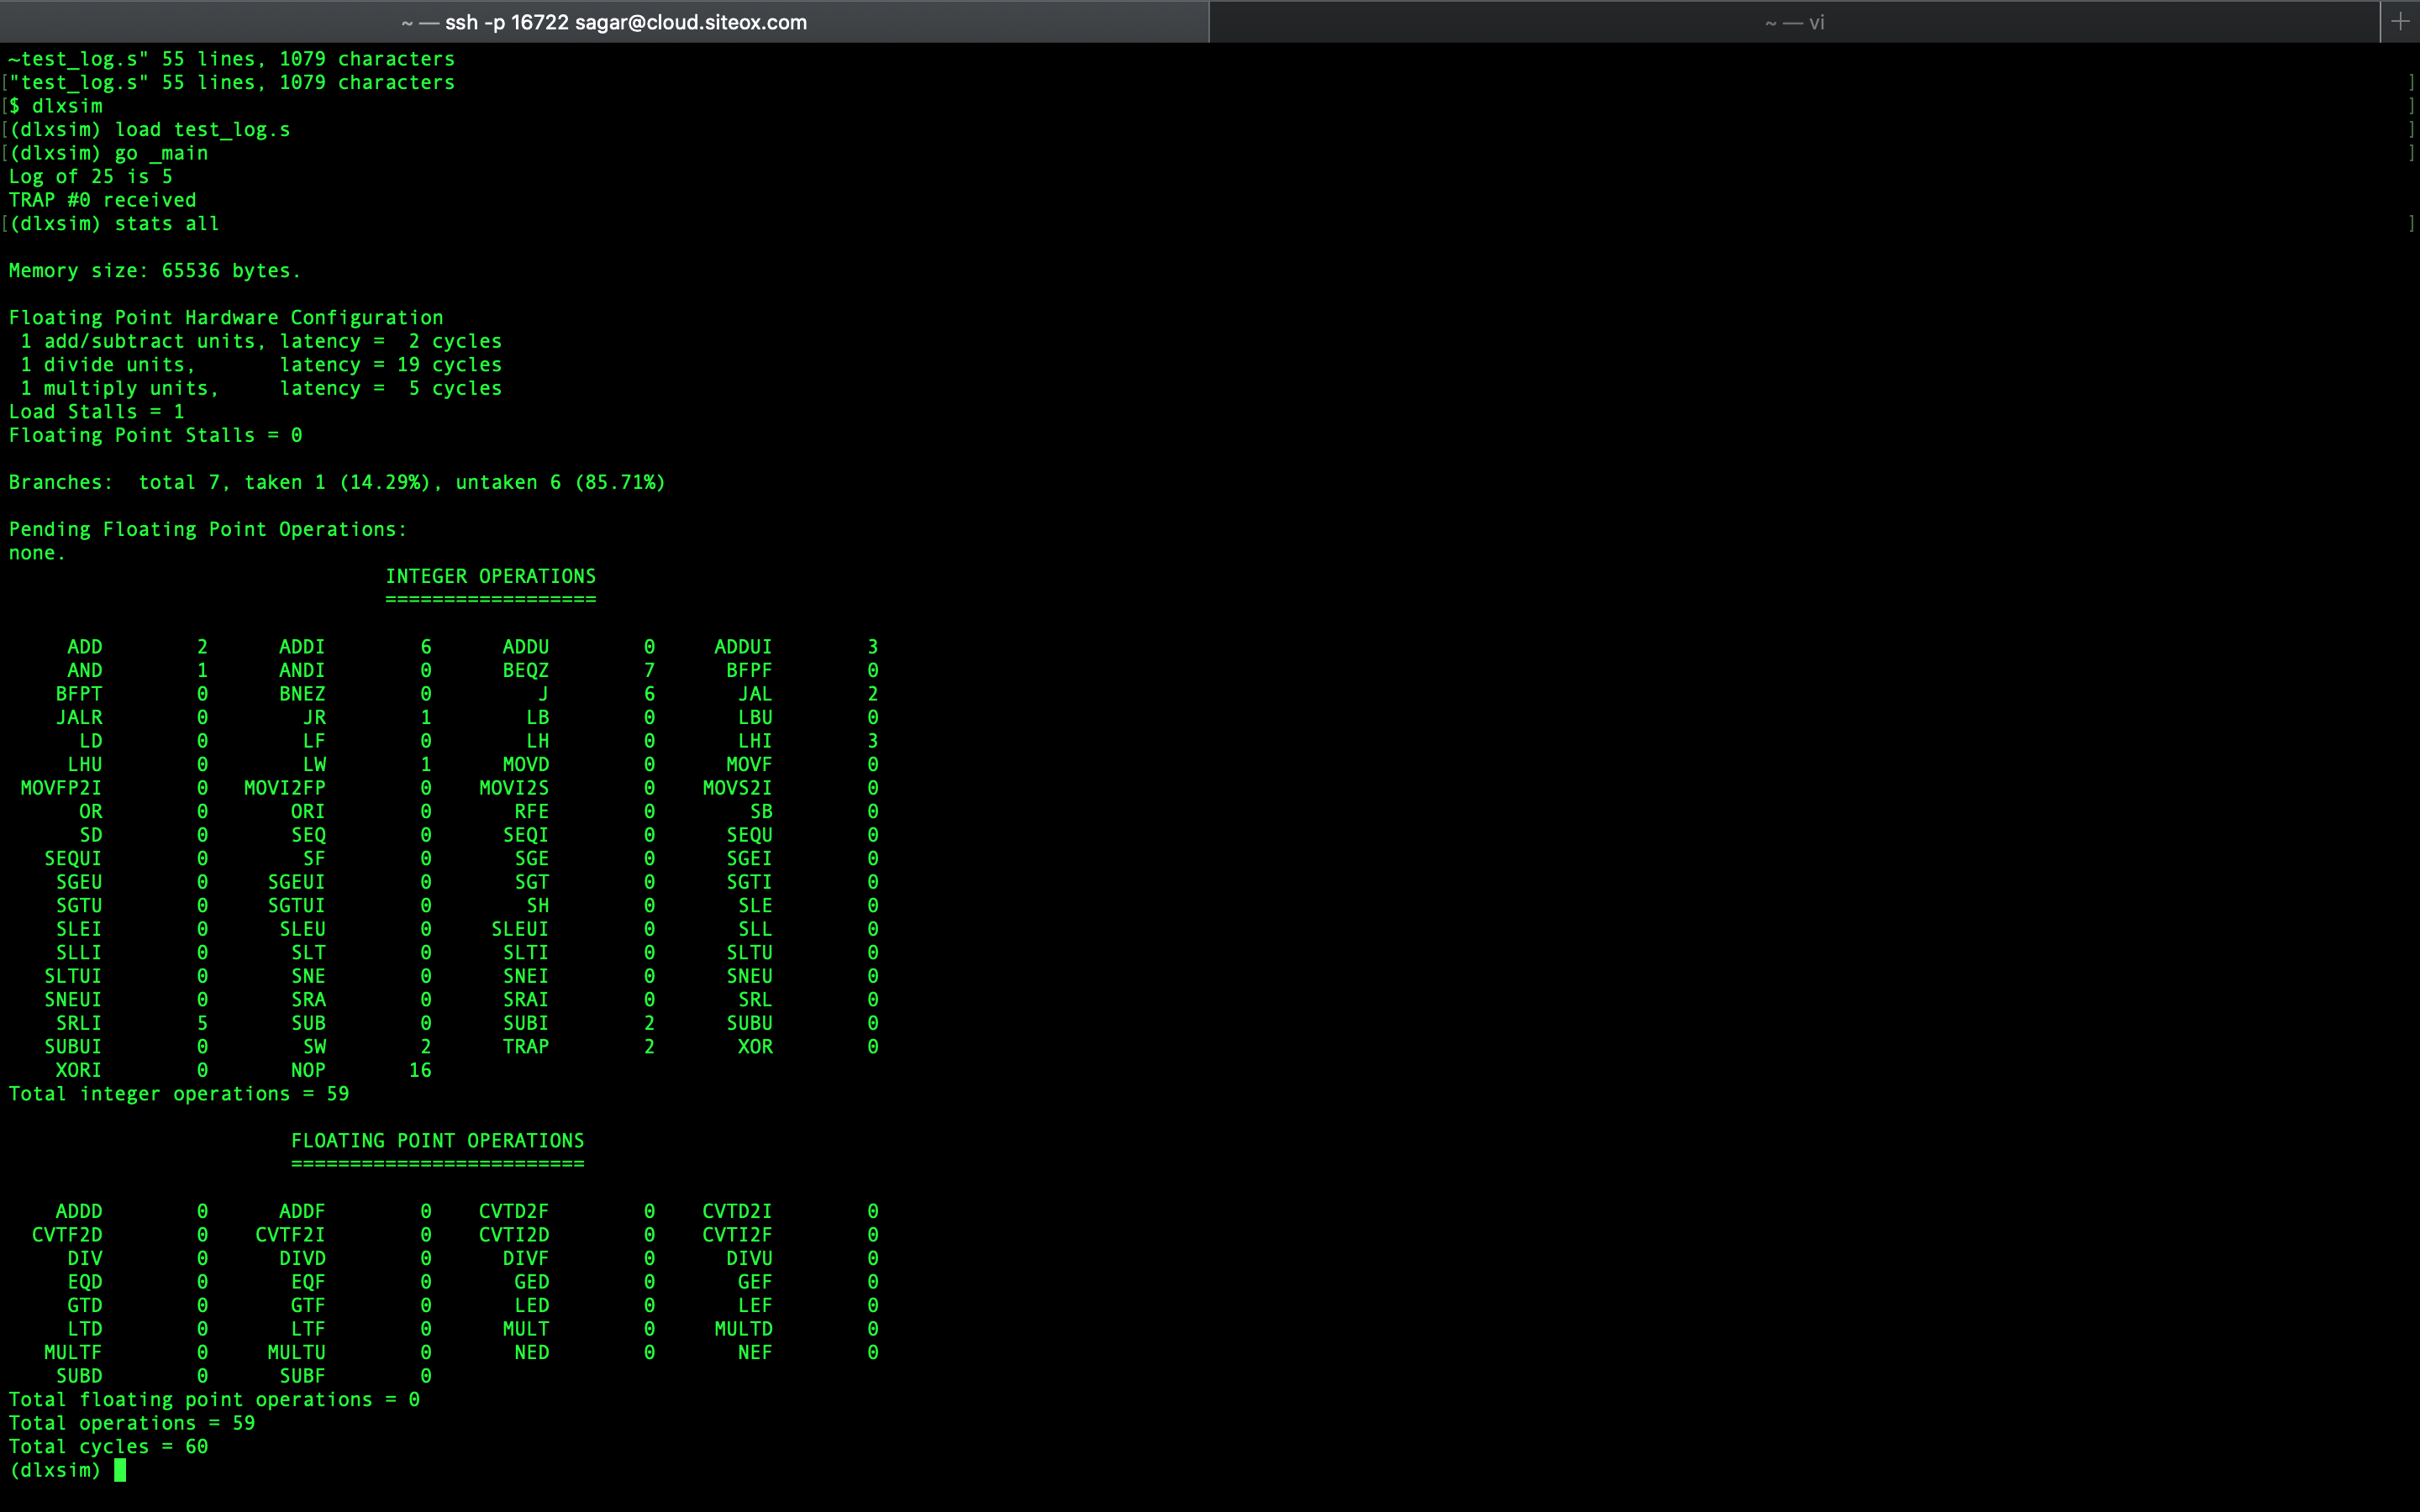 ~ — ssh -p 16722 sagar@cloud.siteox.com ~ — vi +
~test_log.s" 55 lines, 1079 characters
["test_log.s" 55 lines, 1079 characters ]
[$ dlxsim ]
[(dlxsim) load test_log.s ]
[(dlxsim) go _main ]
Log of 25 is 5
TRAP #0 received
[(dlxsim) stats all ]
Memory size: 65536 bytes.
Floating Point Hardware Configuration
1 add/subtract units, latency = 2 cycles
1 divide units, latency = 19 cycles
1 multiply units, latency = 5 cycles
Load Stalls = 1
Floating Point Stalls = 0
Branches: total 7, taken 1 (14.29%), untaken 6 (85.71%)
Pending Floating Point Operations:
none.
INTEGER OPERATIONS
==================
ADD 2 ADDI 6 ADDU 0 ADDUI 3
AND 1 ANDI 0 BEQZ 7 BFPF 0
BFPT 0 BNEZ 0 J 6 JAL 2
JALR 0 JR 1 LB 0 LBU 0
LD 0 LF 0 LH 0 LHI 3
LHU 0 LW 1 MOVD 0 MOVF 0
MOVFP2I 0 MOVI2FP 0 MOVI2S 0 MOVS2I 0
OR 0 ORI 0 RFE 0 SB 0
SD 0 SEQ 0 SEQI 0 SEQU 0
SEQUI 0 SF 0 SGE 0 SGEI 0
SGEU 0 SGEUI 0 SGT 0 SGTI 0
SGTU 0 SGTUI 0 SH 0 SLE 0
SLEI 0 SLEU 0 SLEUI 0 SLL 0
SLLI 0 SLT 0 SLTI 0 SLTU 0
SLTUI 0 SNE 0 SNEI 0 SNEU 0
SNEUI 0 SRA 0 SRAI 0 SRL 0
SRLI 5 SUB 0 SUBI 2 SUBU 0
SUBUI 0 SW 2 TRAP 2 XOR 0
XORI 0 NOP 16
Total integer operations = 59
FLOATING POINT OPERATIONS
=========================
ADDD 0 ADDF 0 CVTD2F 0 CVTD2I 0
CVTF2D 0 CVTF2I 0 CVTI2D 0 CVTI2F 0
DIV 0 DIVD 0 DIVF 0 DIVU 0
EQD 0 EQF 0 GED 0 GEF 0
GTD 0 GTF 0 LED 0 LEF 0
LTD 0 LTF 0 MULT 0 MULTD 0
MULTF 0 MULTU 0 NED 0 NEF 0
SUBD 0 SUBF 0
Total floating point operations = 0
Total operations = 59
Total cycles = 60
(dlxsim)